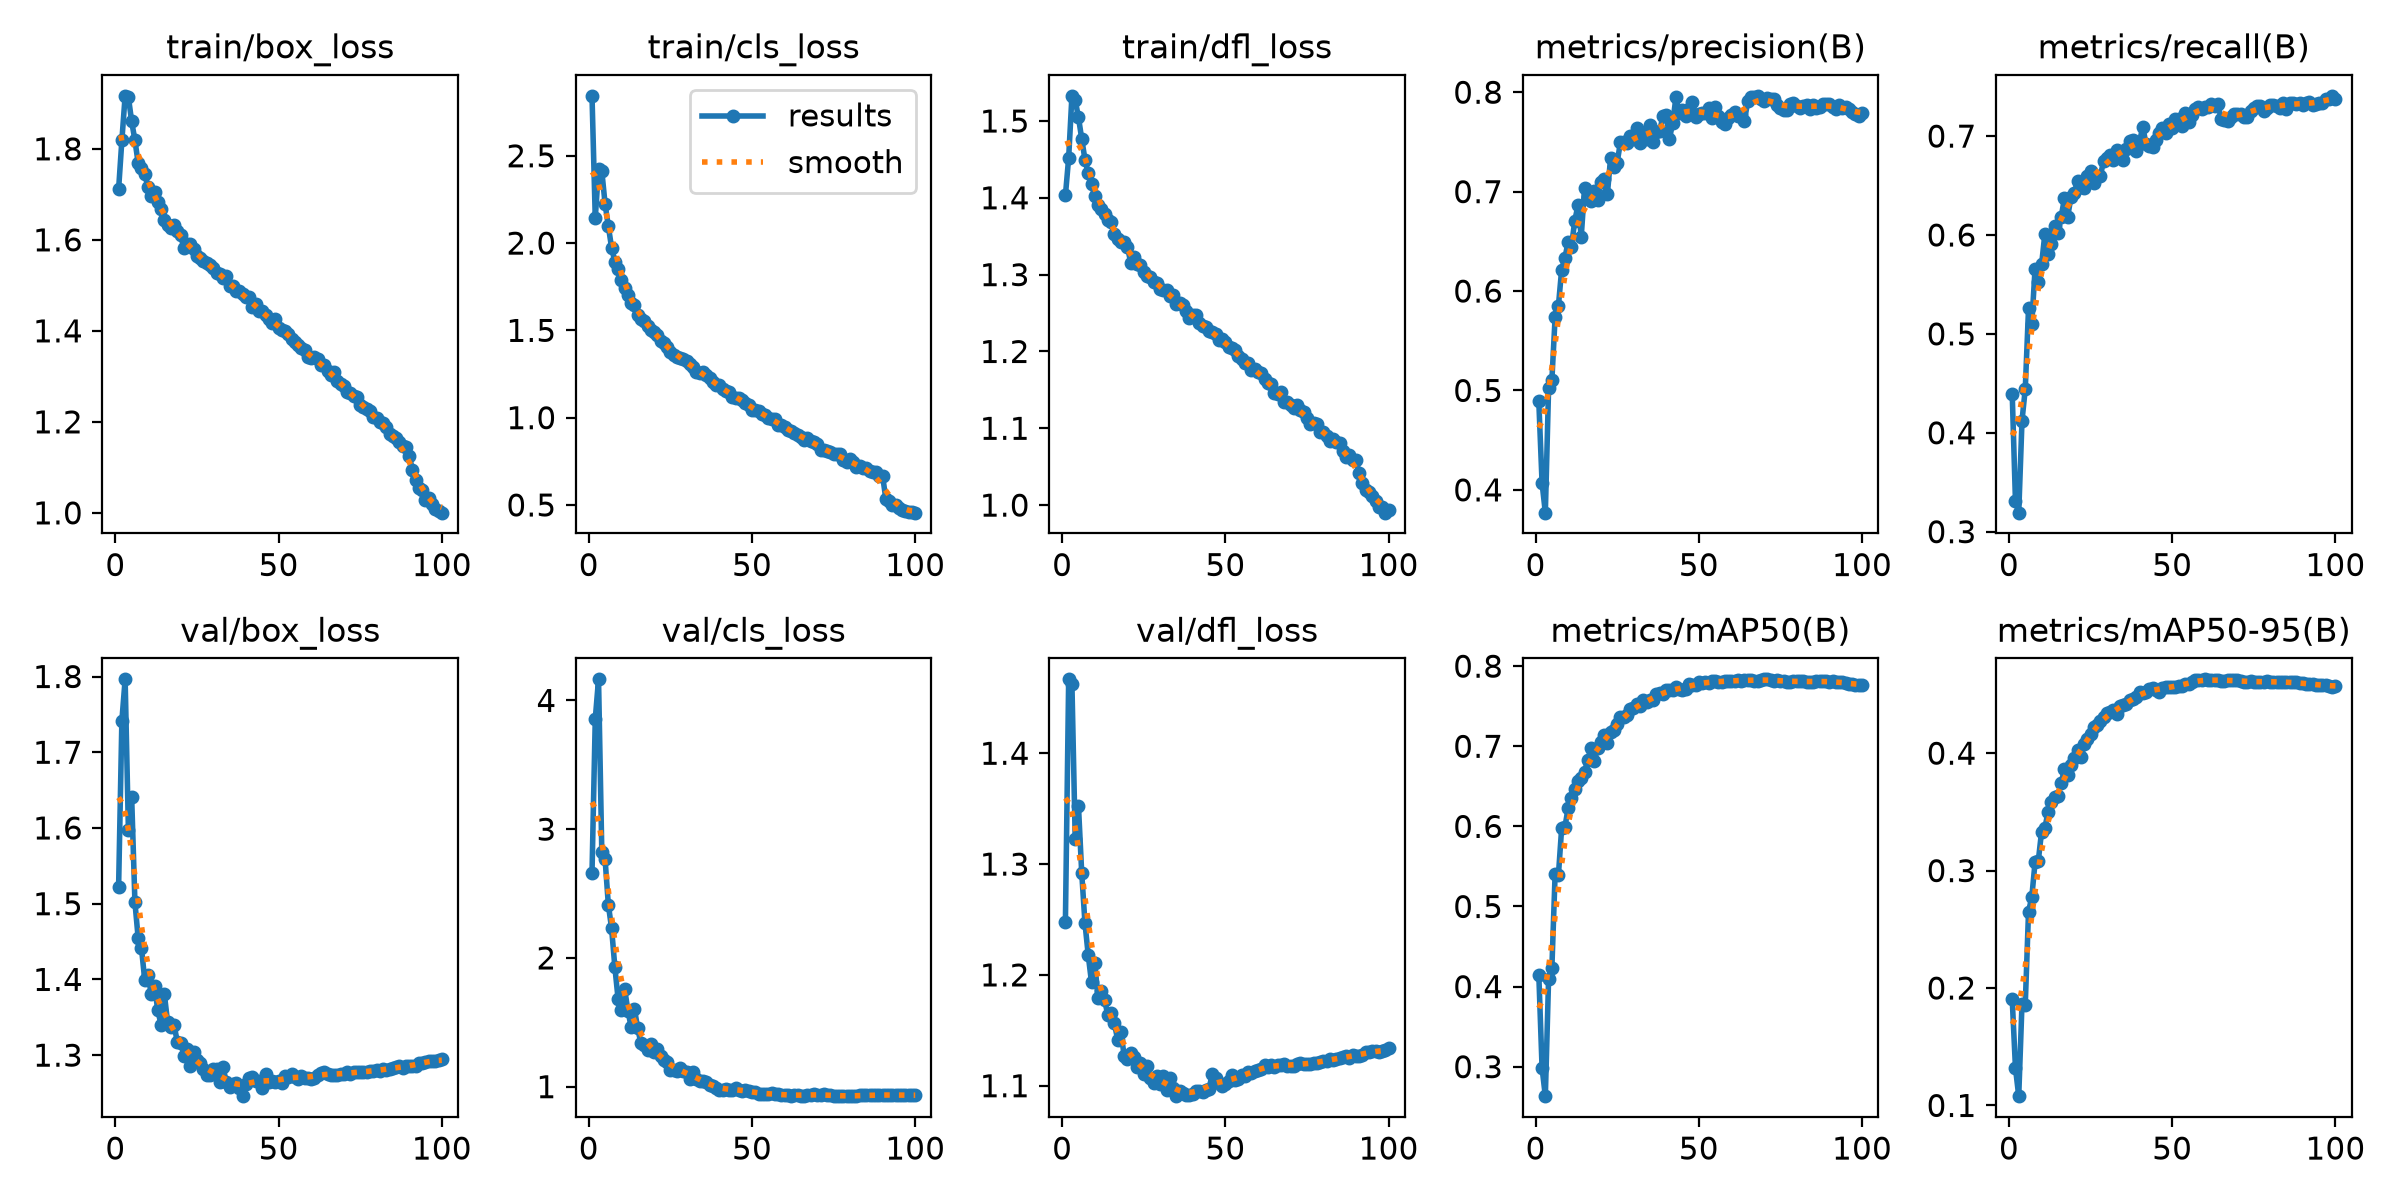 train/box_loss
1.8
1.6
1.4
1.2
1.0
0 50 100
train/cls_loss
results
smooth
2.5
2.0
1.5
1.0
0.5
0 50 100
train/dfl_loss
1.5
1.4
1.3
1.2
1.1
1.0
0 50 100
metrics/precision(B)
0.8
0.7
0.6
0.5
0.4
0 50 100
metrics/recall(B)
0.7
0.6
0.5
0.4
0.3
0 50 100
val/box_loss
1.8
1.7
1.6
1.5
1.4
1.3
0 50 100
val/cls_loss
4
3
2
1
0 50 100
val/dfl_loss
1.4
1.3
1.2
1.1
0 50 100
metrics/mAP50(B)
0.8
0.7
0.6
0.5
0.4
0.3
0 50 100
metrics/mAP50-95(B)
0.4
0.3
0.2
0.1
0 50 100